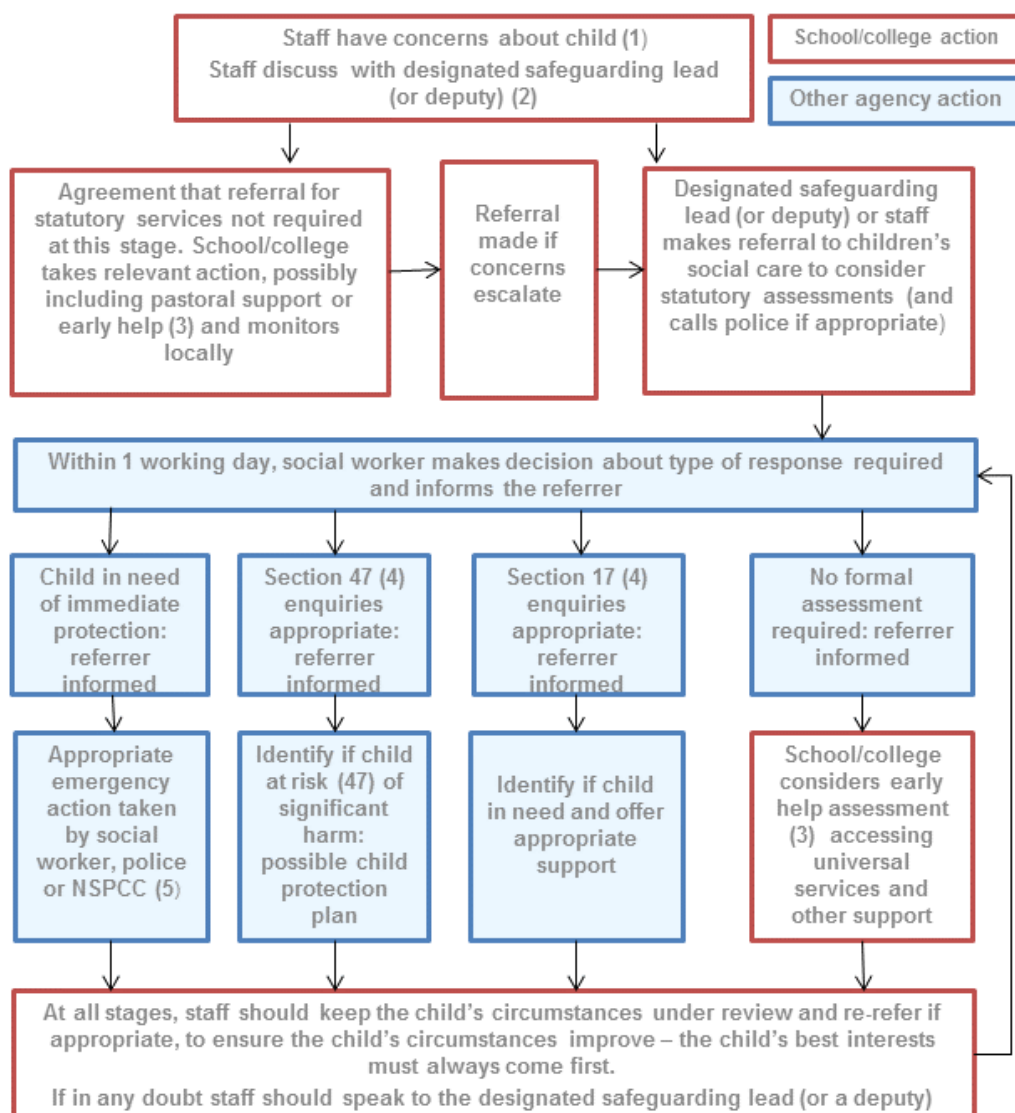 Staff have concerns about child (1)
Staff discuss with designated safeguarding lead
(or deputy) (2)
School/college action
Other agency action
Agreement that referral for
statutory services not required
at this stage. School/college
takes relevant action, possibly
including pastoral support or
early help (3) and monitors
locally
Referral
made if
concerns
escalate
Designated safeguarding
lead (or deputy) or staff
makes referral to children's
social care to consider
statutory assessments (and
calls police if appropriate)
Within 1 working day, social worker makes decision about type of response required
and informs the referrer
Child in need
of immediate
protection:
referrer
informed
Section 47 (4)
enquiries
appropriate:
referrer
informed
Section 17 (4)
enquiries
appropriate:
referrer
informed
No formal
assessment
required: referrer
informed
Appropriate
emergency
action taken
by social
worker, police
or NSPCC (5)
Identify if child
at risk (47) of
significant
harm:
possible child
protection
plan
Identify if child
in need and offer
appropriate
support
School/college
considers early
help assessment
(3) accessing
universal
services and
other support
At all stages, staff should keep the child's circumstances under review and re-refer if
appropriate, to ensure the child's circumstances improve – the child's best interests
must always come first.
If in any doubt staff should speak to the designated safeguarding lead (or a deputy)